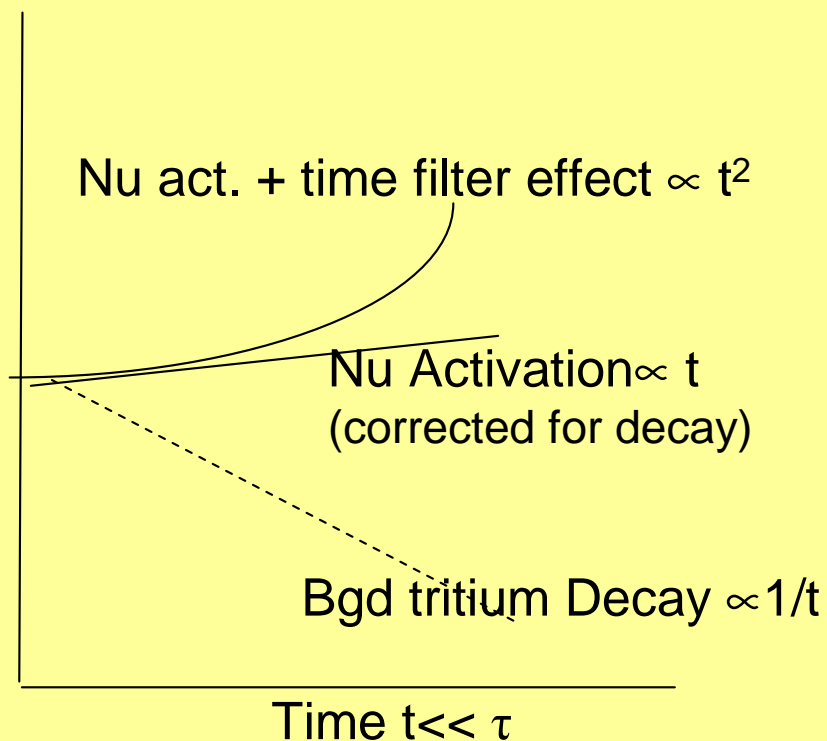 Nu act. + time filter effect ∝ t²
Nu Activation∝ t
(corrected for decay)
Bgd tritium Decay ∝1/t
Time t<< τ